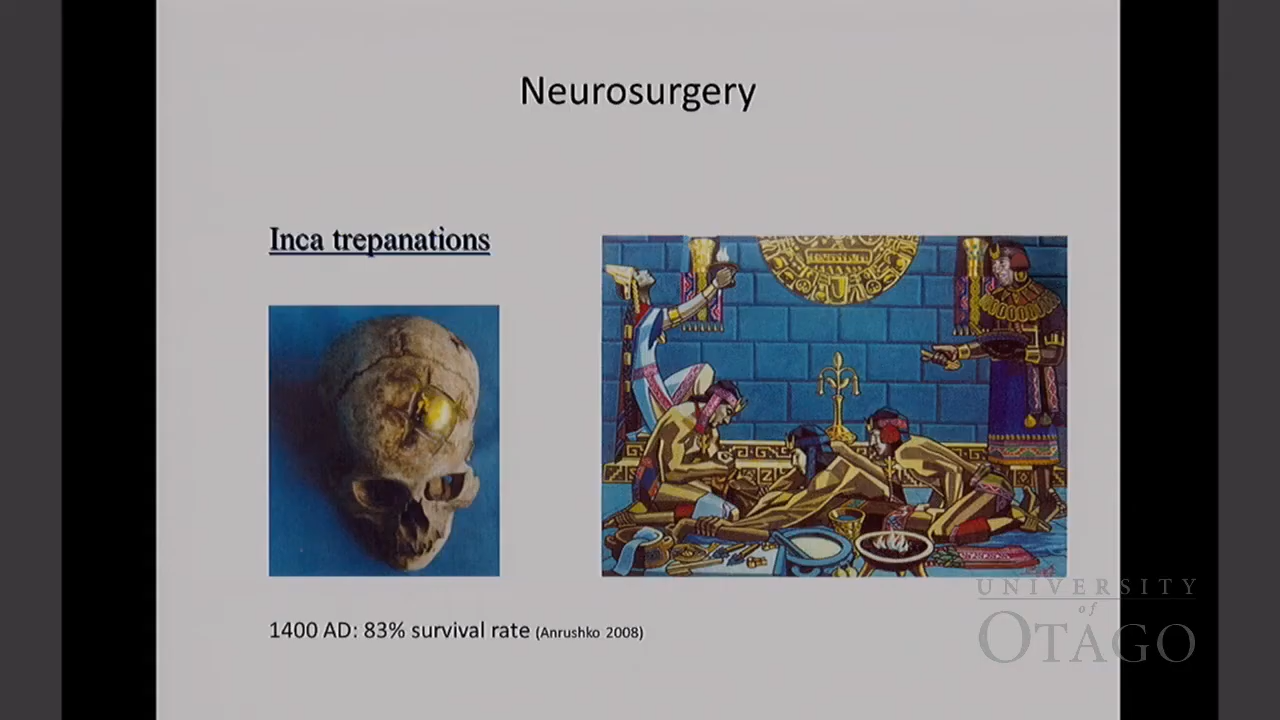 Neurosurgery
Inca trepanations
1400 AD: 83% survival rate (Anrushko 2008)
UNIVERSITY
of
OTAGO